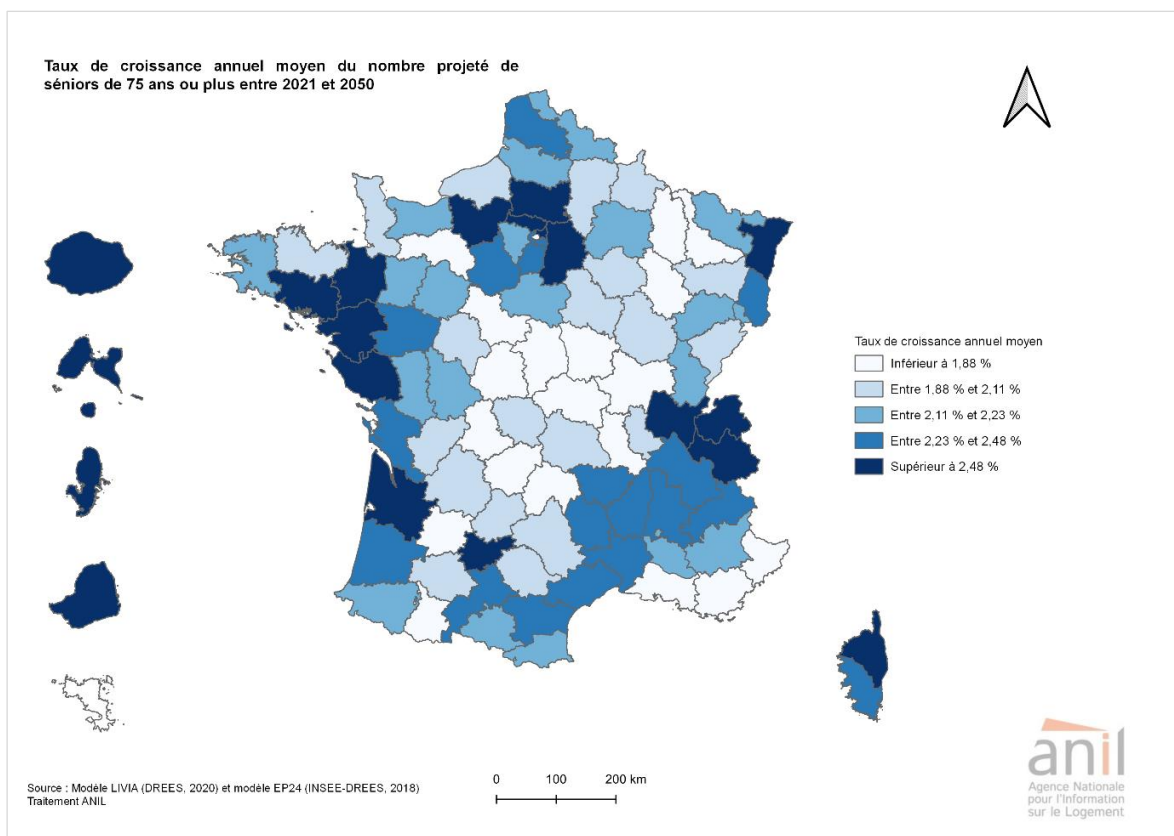 Taux de croissance annuel moyen du nombre projeté de
séniors de 75 ans ou plus entre 2021 et 2050
Taux de croissance annuel moyen
Inférieur à 1,88 %
Entre 1,88 % et 2,11 %
Entre 2,11 % et 2,23 %
Entre 2,23 % et 2,48 %
Supérieur à 2,48 %
Source : Modèle LIVIA (DREES, 2020) et modèle EP24 (INSEE-DREES, 2018)
Traitement ANIL
0 100 200 km
anil
Agence Nationale
pour l'Information
sur le Logement